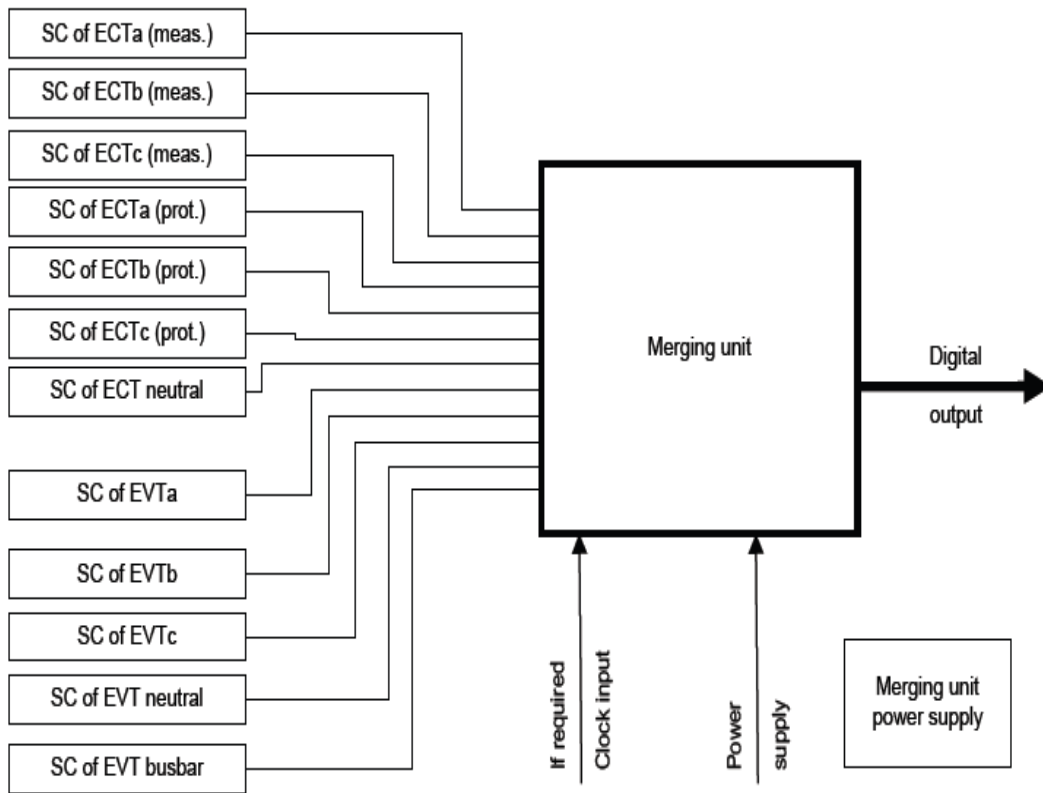 SC of ECTa (meas.)
SC of ECTb (meas.)
SC of ECTc (meas.)
SC of ECTa (prot.)
SC of ECTb (prot.)
SC of ECTc (prot.)
SC of ECT neutral
SC of EVTa
SC of EVTb
SC of EVTc
SC of EVT neutral
SC of EVT busbar
Merging unit
Digital
output
If required
Clock input
Power
supply
Merging unit
power supply